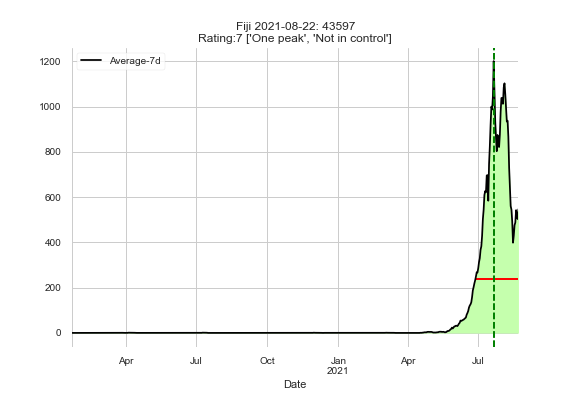 Fiji 2021-08-22: 43597
Rating:7 ['One peak', 'Not in control']
Average-7d
1200
1000
800
600
400
200
0
Apr Jul Oct Jan Apr Jul
2021
Date